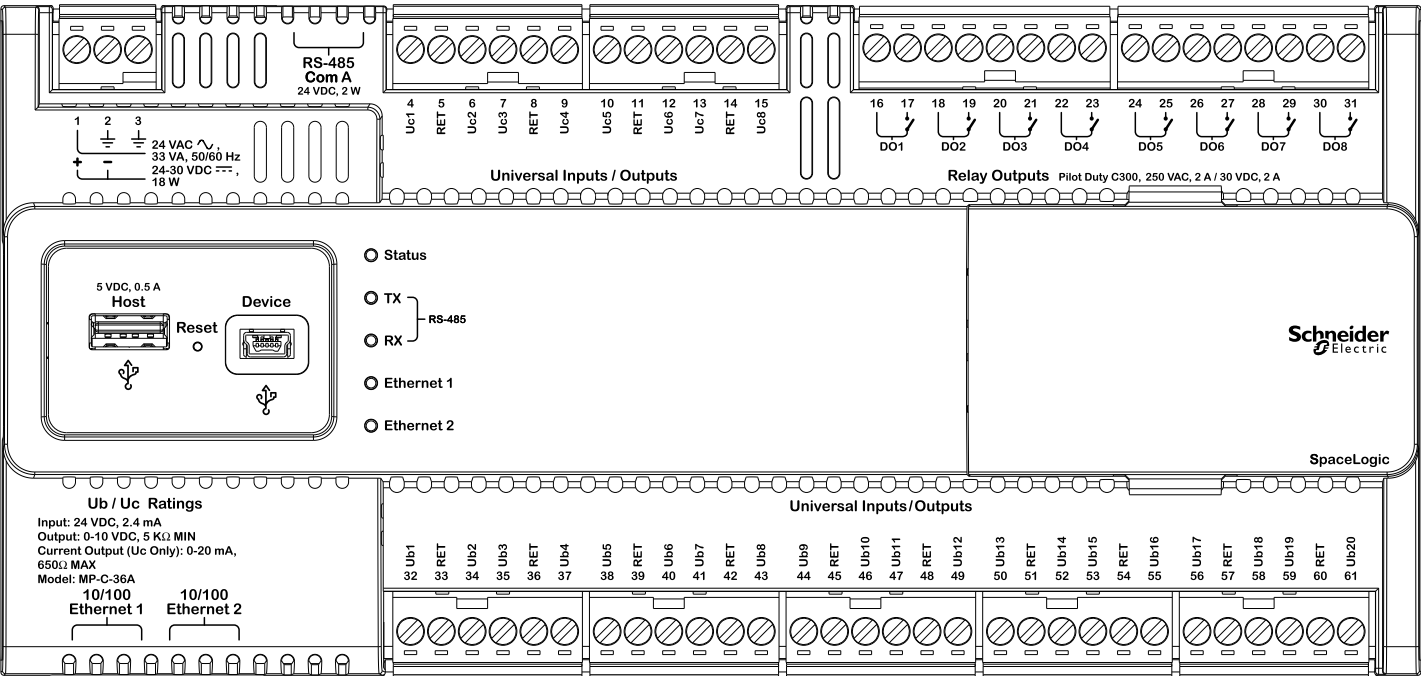 RS-485
Com A
24 VDC, 2 W
4 5 6 7 8 9 10 11 12 13 14 15
Uc1 RET Uc2 Uc3 RET Uc4 Uc5 RET Uc6 Uc7 RET Uc8
16 17 18 19 20 21 22 23 24 25 26 27 28 29 30 31
DO1 DO2 DO3 DO4 DO5 DO6 DO7 DO8
1 2 3
24 VAC ,
33 VA, 50/60 Hz
+ −
24-30 VDC ,
18 W
Universal Inputs / Outputs
Relay Outputs Pilot Duty C300, 250 VAC, 2 A / 30 VDC, 2 A
5 VDC, 0.5 A
Host
Reset
Device
Status
TX
RX
RS-485
Ethernet 1
Ethernet 2
Schneider
Electric
SpaceLogic
Ub / Uc Ratings
Input: 24 VDC, 2.4 mA
Output: 0-10 VDC, 5 KΩ MIN
Current Output (Uc Only): 0-20 mA,
650Ω MAX
Model: MP-C-36A
10/100
Ethernet 1
10/100
Ethernet 2
Universal Inputs/Outputs
Ub1 RET Ub2 Ub3 RET Ub4 Ub5 RET Ub6 Ub7 RET Ub8 Ub9 RET Ub10 Ub11 RET Ub12 Ub13 RET Ub14 Ub15 RET Ub16 Ub17 RET Ub18 Ub19 RET Ub20
32 33 34 35 36 37 38 39 40 41 42 43 44 45 46 47 48 49 50 51 52 53 54 55 56 57 58 59 60 61